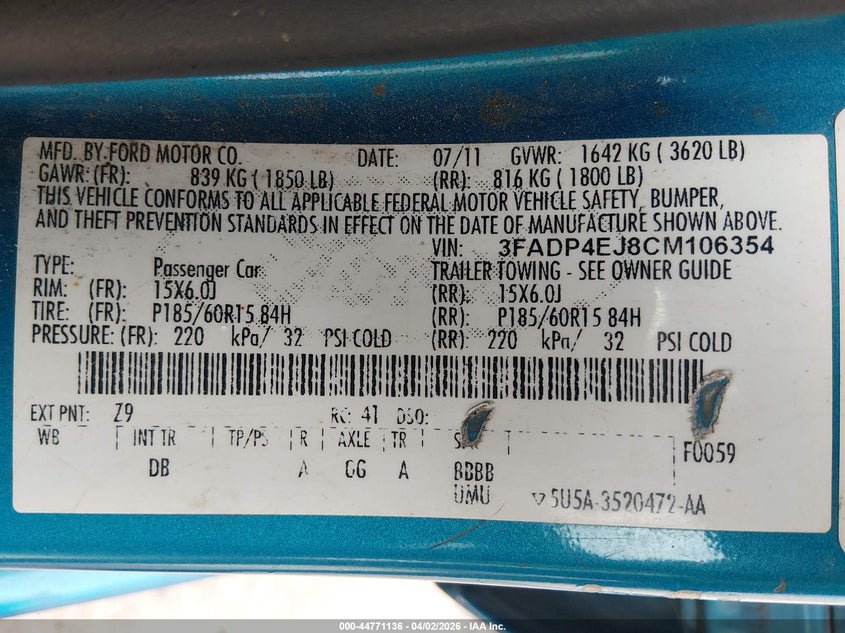 MFD. BY FORD MOTOR CO. DATE: 07/11 GVWR: 1642 KG ( 3620 LB)
GAWR: (FR): 839 KG ( 1850 LB) (RR): 816 KG ( 1800 LB)
THIS VEHICLE CONFORMS TO ALL APPLICABLE FEDERAL MOTOR VEHICLE SAFETY, BUMPER,
AND THEFT PREVENTION STANDARDS IN EFFECT ON THE DATE OF MANUFACTURE SHOWN ABOVE.
VIN: 3FADP4EJ8CM106354
TYPE: Passenger Car TRAILER TOWING - SEE OWNER GUIDE
RIM: (FR): 15X6.0J (RR): 15X6.0J
TIRE: (FR): P185/60R15 84H (RR): P185/60R15 84H
PRESSURE: (FR): 220 kPa/ 32 PSI COLD (RR): 220 kPa/ 32 PSI COLD
EXT PNT: Z9 RC: 41 DSO:
WB INT TR TP/PS R AXLE TR F0059
DB A GG A BBBB
UMU 5U5A-3520472-AA
000-44771136 - 04/02/2026 - IAA Inc.